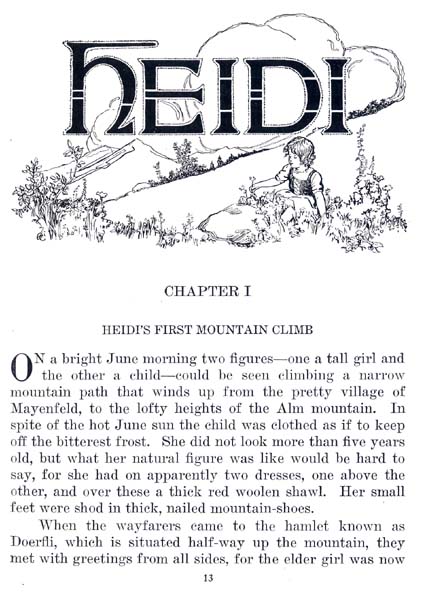 HEIDI
CHAPTER I
HEIDI'S FIRST MOUNTAIN CLIMB
ON a bright June morning two figures—one a tall girl and
the other a child—could be seen climbing a narrow
mountain path that winds up from the pretty village of
Mayenfeld, to the lofty heights of the Alm mountain. In
spite of the hot June sun the child was clothed as if to keep
off the bitterest frost. She did not look more than five years
old, but what her natural figure was like would be hard to
say, for she had on apparently two dresses, one above the
other, and over these a thick red woolen shawl. Her small
feet were shod in thick, nailed mountain-shoes.
When the wayfarers came to the hamlet known as
Doerfli, which is situated half-way up the mountain, they
met with greetings from all sides, for the elder girl was now
13